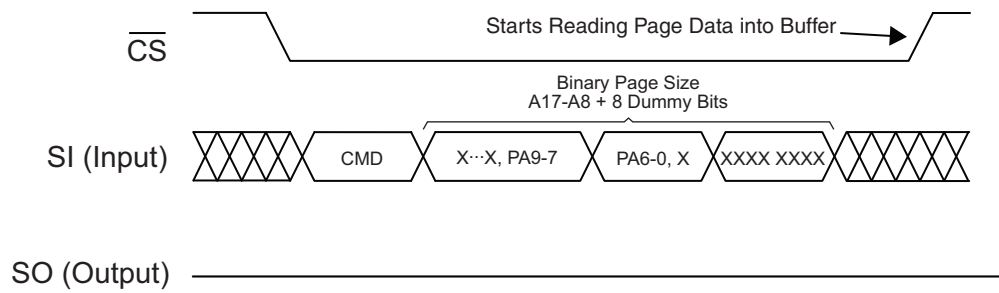 Starts Reading Page Data into Buffer
CS
Binary Page Size
A17-A8 + 8 Dummy Bits
SI (Input)
CMD
X···X, PA9-7
PA6-0, X
XXXX XXXX
SO (Output)